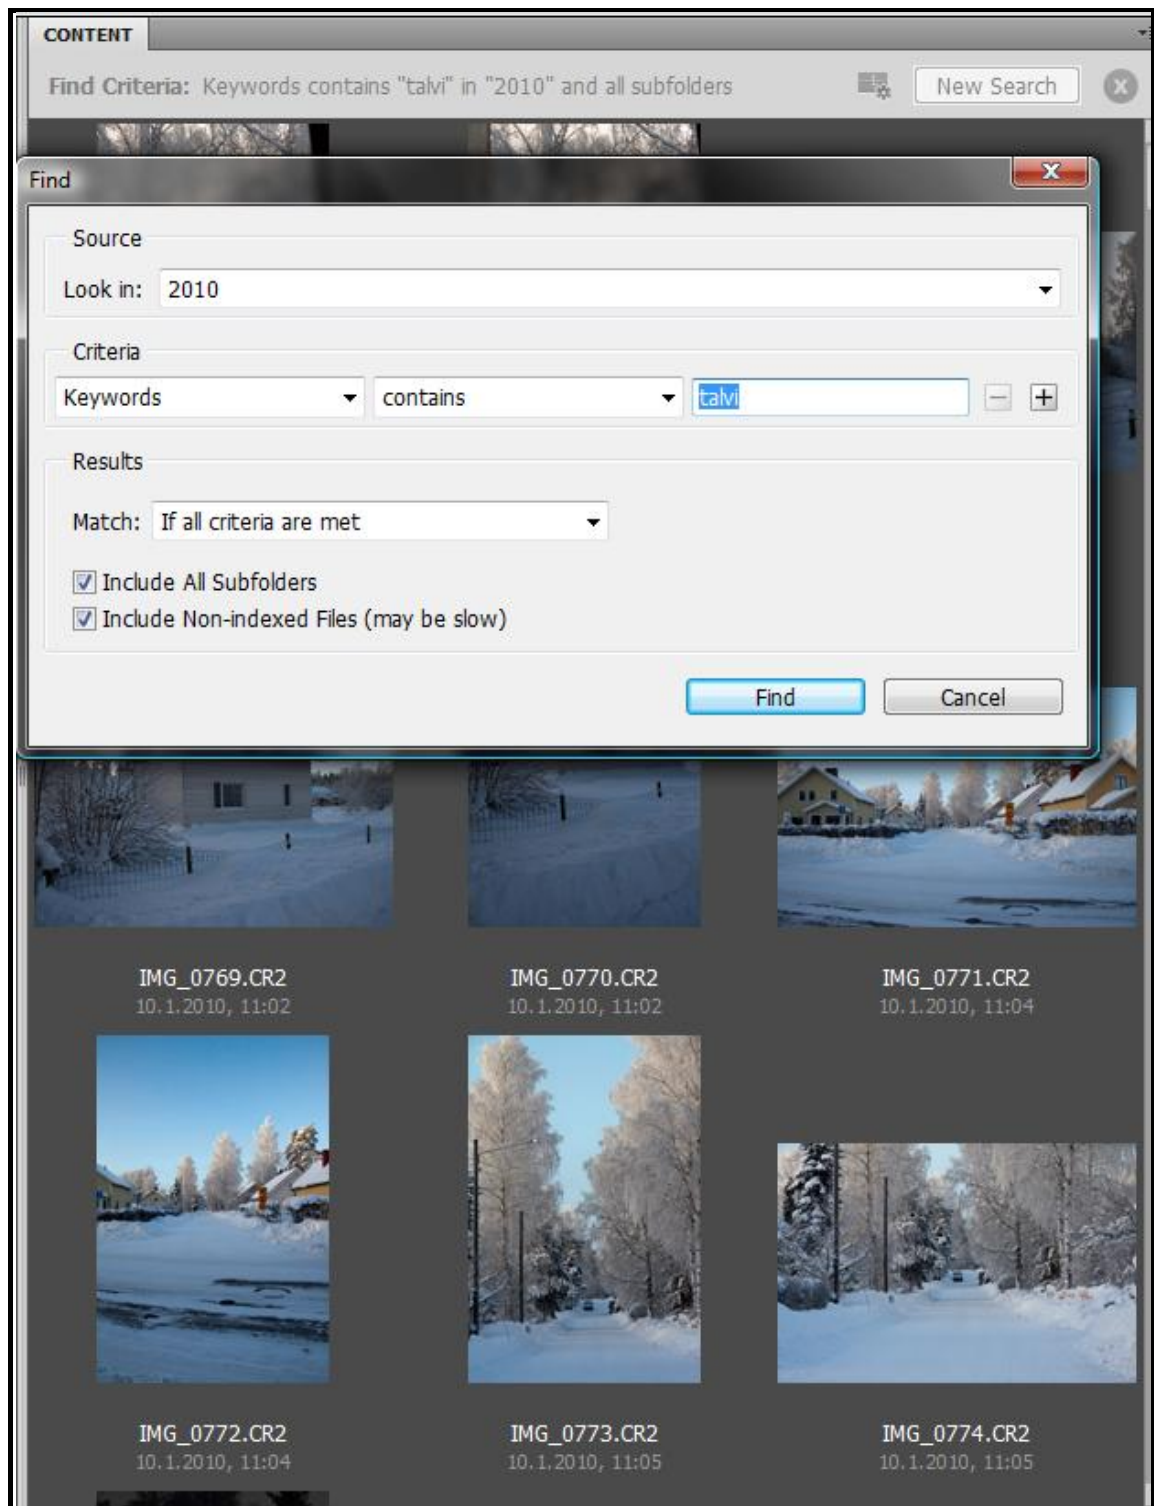 CONTENT
Find Criteria: Keywords contains "talvi" in "2010" and all subfolders New Search
Find
Source
Look in: 2010
Criteria
Keywords contains talvi
Results
Match: If all criteria are met
Include All Subfolders
Include Non-indexed Files (may be slow)
Find Cancel
IMG_0769.CR2 IMG_0770.CR2 IMG_0771.CR2
10.1.2010, 11:02 10.1.2010, 11:02 10.1.2010, 11:04
IMG_0772.CR2 IMG_0773.CR2 IMG_0774.CR2
10.1.2010, 11:04 10.1.2010, 11:05 10.1.2010, 11:05